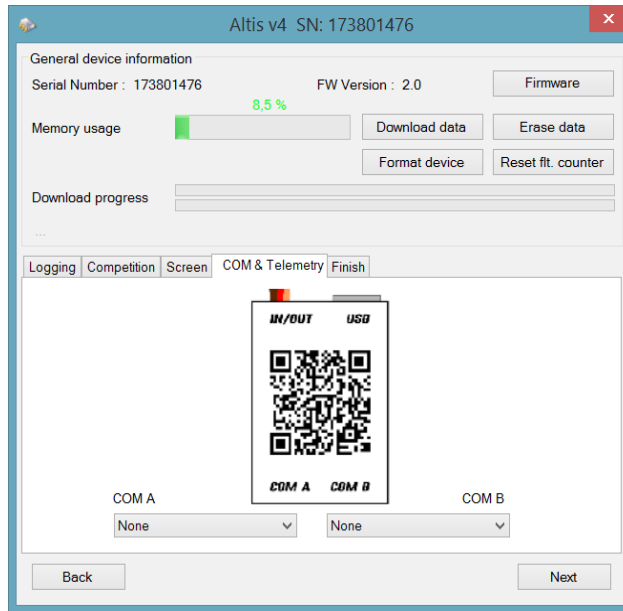 Altis v4 SN: 173801476
General device information
Serial Number : 173801476 FW Version : 2.0 Firmware
8,5 %
Memory usage Download data Erase data
Format device Reset flt. counter
Download progress
...
Logging Competition Screen COM & Telemetry Finish
IN/OUT USB
COM A COM B
COM A COM B
None None
Back Next